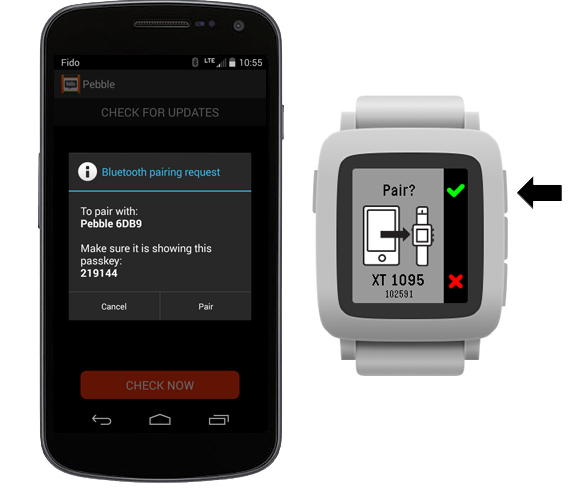 Fido
LTE 10:55
Pebble
CHECK FOR UPDATES
Bluetooth pairing request
To pair with:
Pebble 6DB9
Make sure it is showing this
passkey:
219144
Cancel Pair
CHECK NOW
Pair?
XT 1095
102591